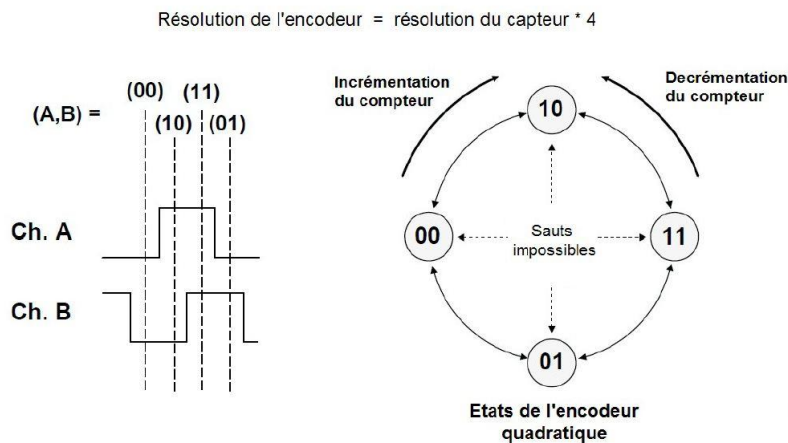 Résolution de l'encodeur = résolution du capteur * 4
(A,B) =
(00) (11)
(10) (01)
Ch. A
Ch. B
Incrémentation
du compteur
Decrémentation
du compteur
10
00
Sauts
impossibles
11
01
Etats de l'encodeur
quadratique